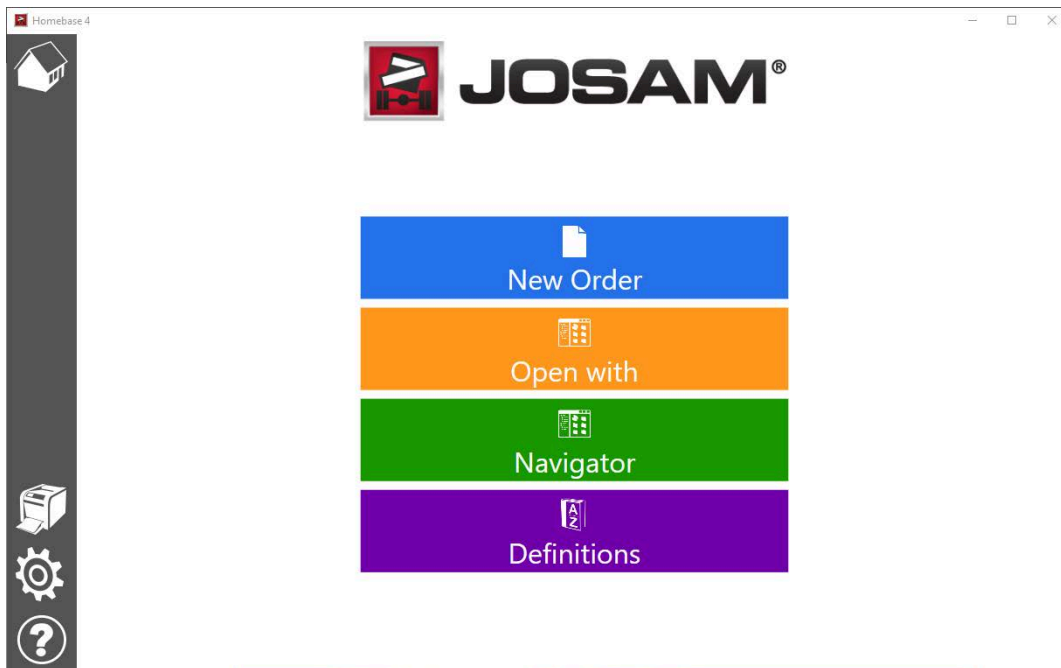 Homebase 4
JOSAM®
New Order
Open with
Navigator
A
Z
Definitions
?